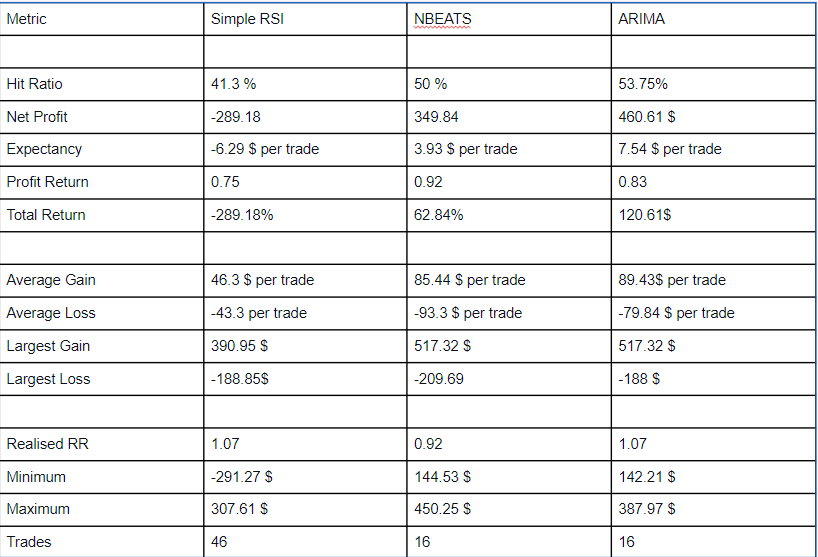 Metric Simple RSI NBEATS ARIMA
Hit Ratio 41.3 % 50 % 53.75%
Net Profit -289.18 349.84 460.61 $
Expectancy -6.29 $ per trade 3.93 $ per trade 7.54 $ per trade
Profit Return 0.75 0.92 0.83
Total Return -289.18% 62.84% 120.61$
Average Gain 46.3 $ per trade 85.44 $ per trade 89.43$ per trade
Average Loss -43.3 per trade -93.3 $ per trade -79.84 $ per trade
Largest Gain 390.95 $ 517.32 $ 517.32 $
Largest Loss -188.85$ -209.69 -188 $
Realised RR 1.07 0.92 1.07
Minimum -291.27 $ 144.53 $ 142.21 $
Maximum 307.61 $ 450.25 $ 387.97 $
Trades 46 16 16